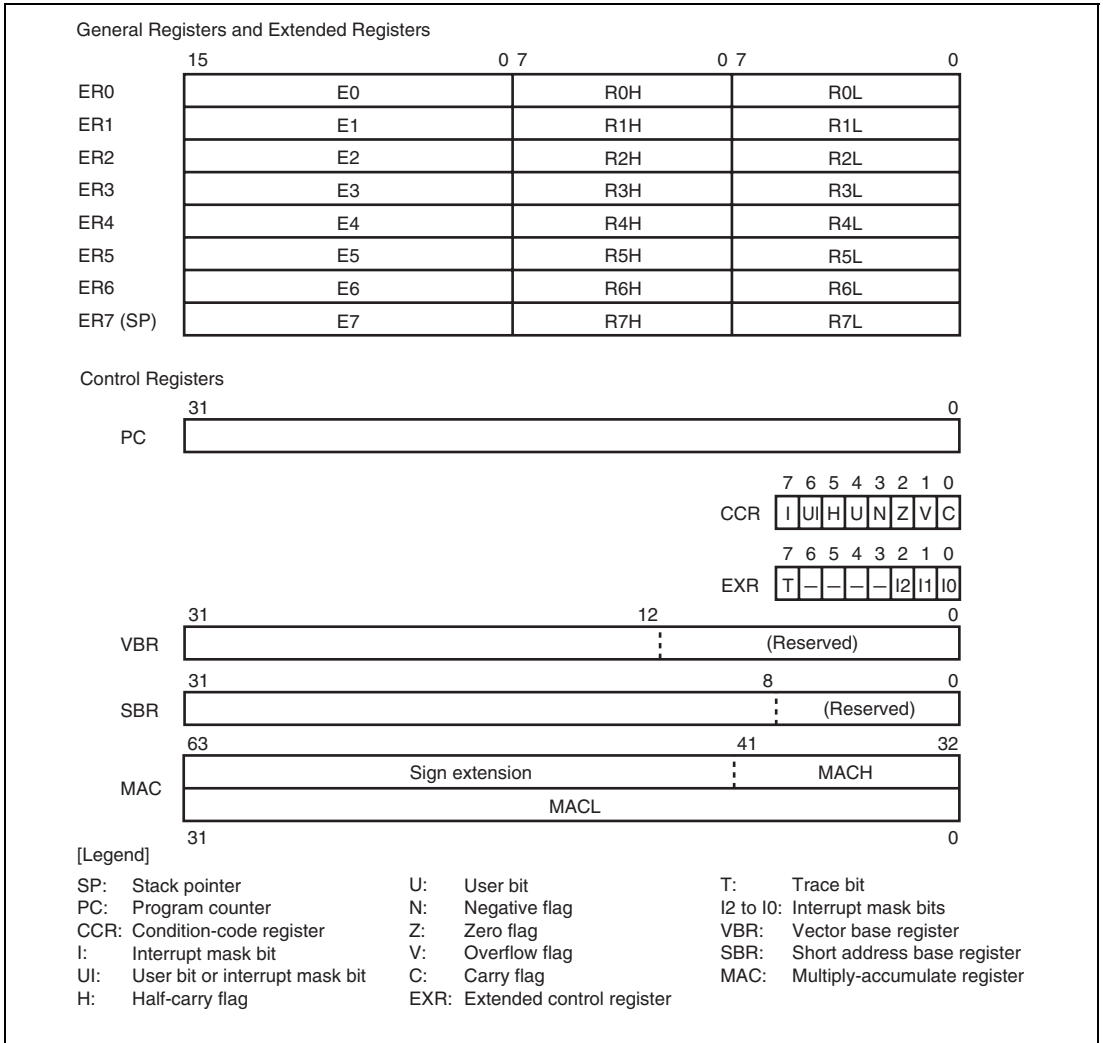 General Registers and Extended Registers
15 0 7 0 7 0
ER0 E0 R0H R0L
ER1 E1 R1H R1L
ER2 E2 R2H R2L
ER3 E3 R3H R3L
ER4 E4 R4H R4L
ER5 E5 R5H R5L
ER6 E6 R6H R6L
ER7 (SP) E7 R7H R7L
Control Registers
31 0
PC
7 6 5 4 3 2 1 0
CCR I UI H U N Z V C
7 6 5 4 3 2 1 0
EXR T — — — — I2 I1 I0
31 12 0
VBR (Reserved)
31 8 0
SBR (Reserved)
63 41 32
MAC Sign extension MACH
MACL
31 0
[Legend]
SP: Stack pointer
PC: Program counter
CCR: Condition-code register
I: Interrupt mask bit
UI: User bit or interrupt mask bit
H: Half-carry flag
U: User bit
N: Negative flag
Z: Zero flag
V: Overflow flag
C: Carry flag
EXR: Extended control register
T: Trace bit
I2 to I0: Interrupt mask bits
VBR: Vector base register
SBR: Short address base register
MAC: Multiply-accumulate register